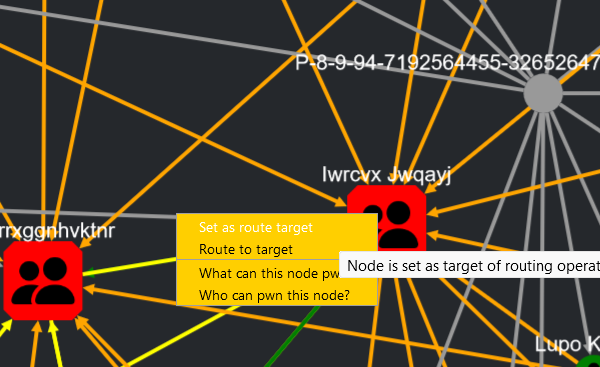 P-8-9-94-7192564455-32652647
Iwrcvx Jwqayj
rrxggnhvktnr
Set as route target
Route to target
What can this node pw
Node is set as target of routing operat
Who can pwn this node?
Lupo K